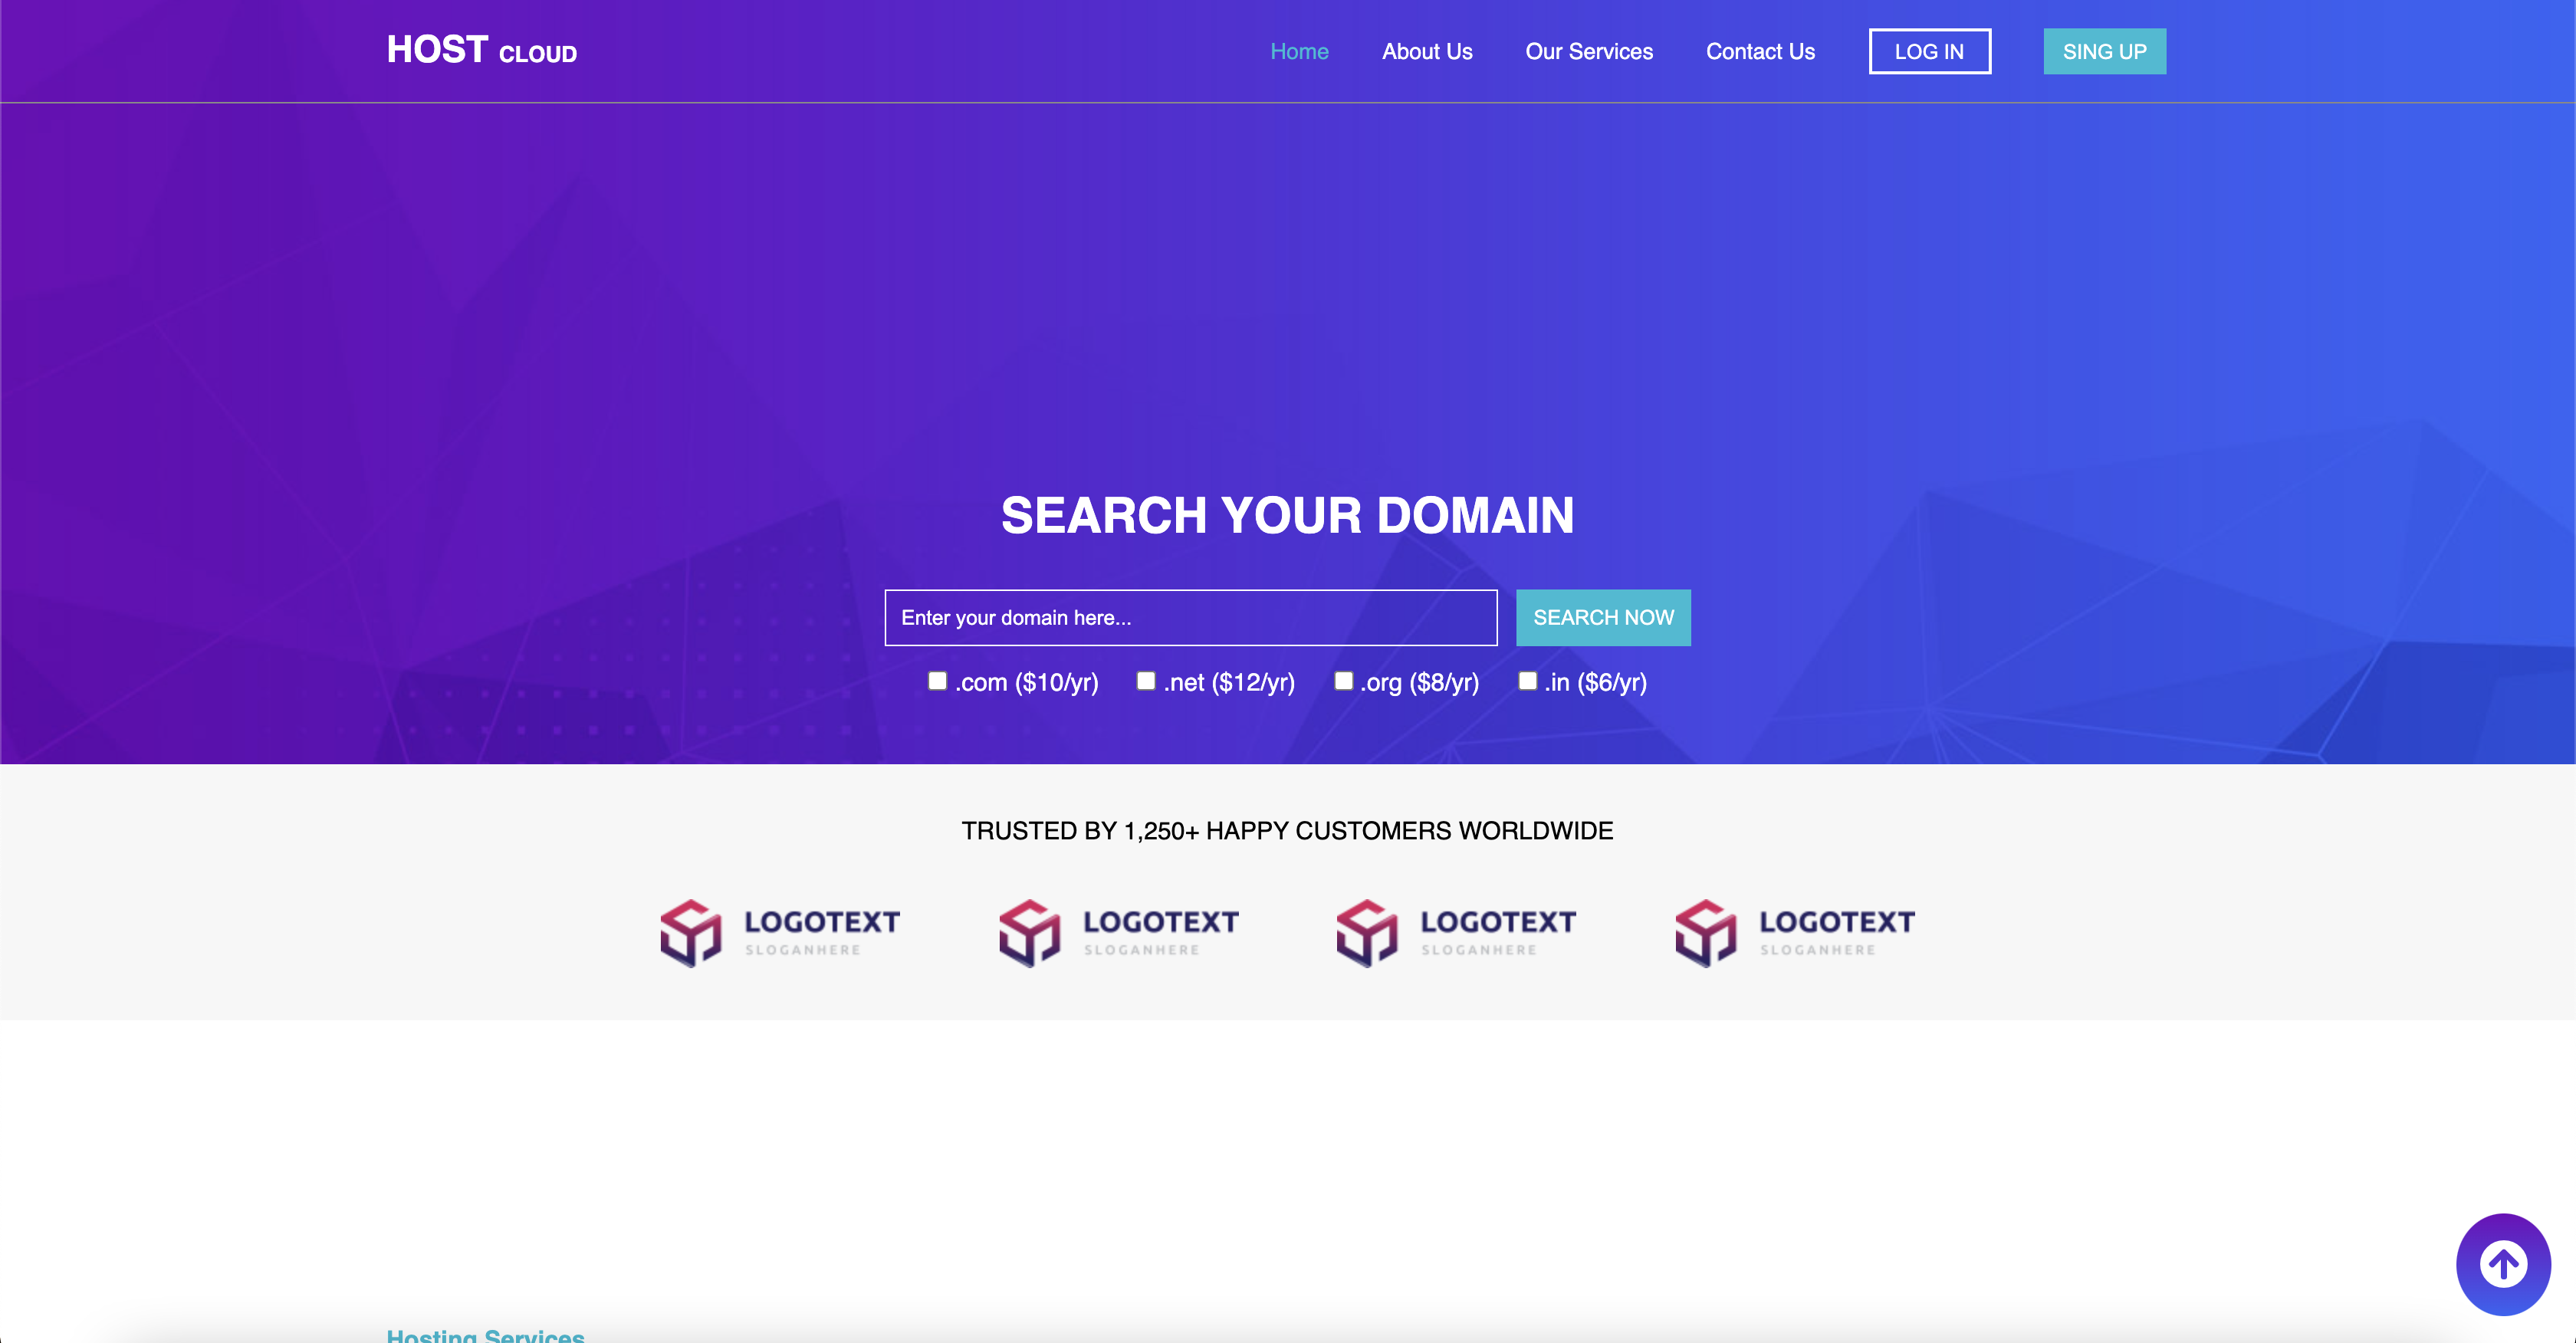 HOST CLOUD
Home About Us Our Services Contact Us LOG IN SING UP
SEARCH YOUR DOMAIN
Enter your domain here... SEARCH NOW
.com ($10/yr) .net ($12/yr) .org ($8/yr) .in ($6/yr)
TRUSTED BY 1,250+ HAPPY CUSTOMERS WORLDWIDE
LOGOTEXT LOGOTEXT LOGOTEXT LOGOTEXT
SLOGANHERE SLOGANHERE SLOGANHERE SLOGANHERE
Hosting Services